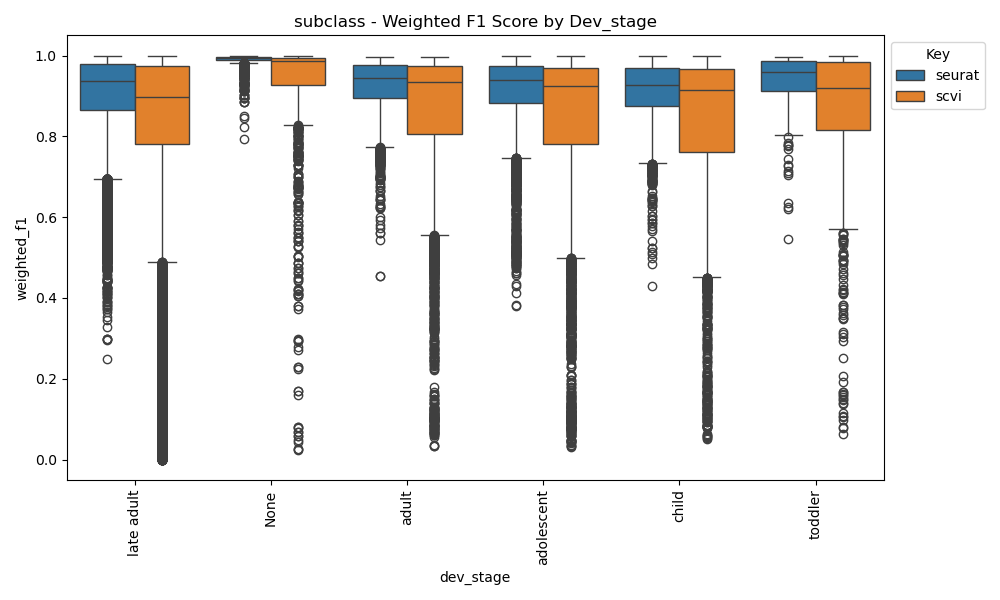 subclass - Weighted F1 Score by Dev_stage
Key
seurat
scvi
weighted_f1
1.0
0.8
0.6
0.4
0.2
0.0
late adult
None
adult
adolescent
child
toddler
dev_stage